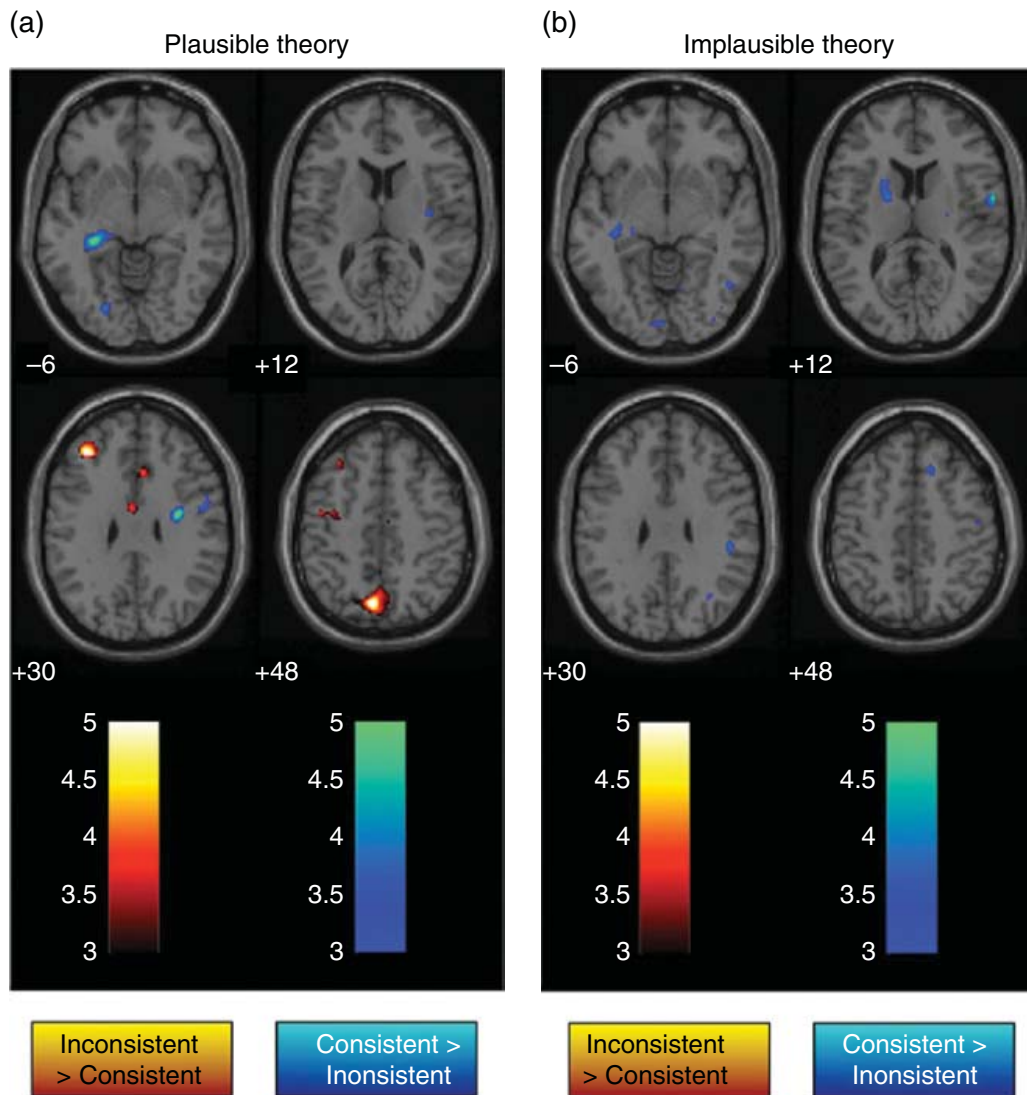 (a)
Plausible theory
–6
+12
+30
+48
5
4.5
4
3.5
3
5
4.5
4
3.5
3
Inconsistent
> Consistent
Consistent >
Inonsistent
(b)
Implausible theory
–6
+12
+30
+48
5
4.5
4
3.5
3
5
4.5
4
3.5
3
Inconsistent
> Consistent
Consistent >
Inonsistent